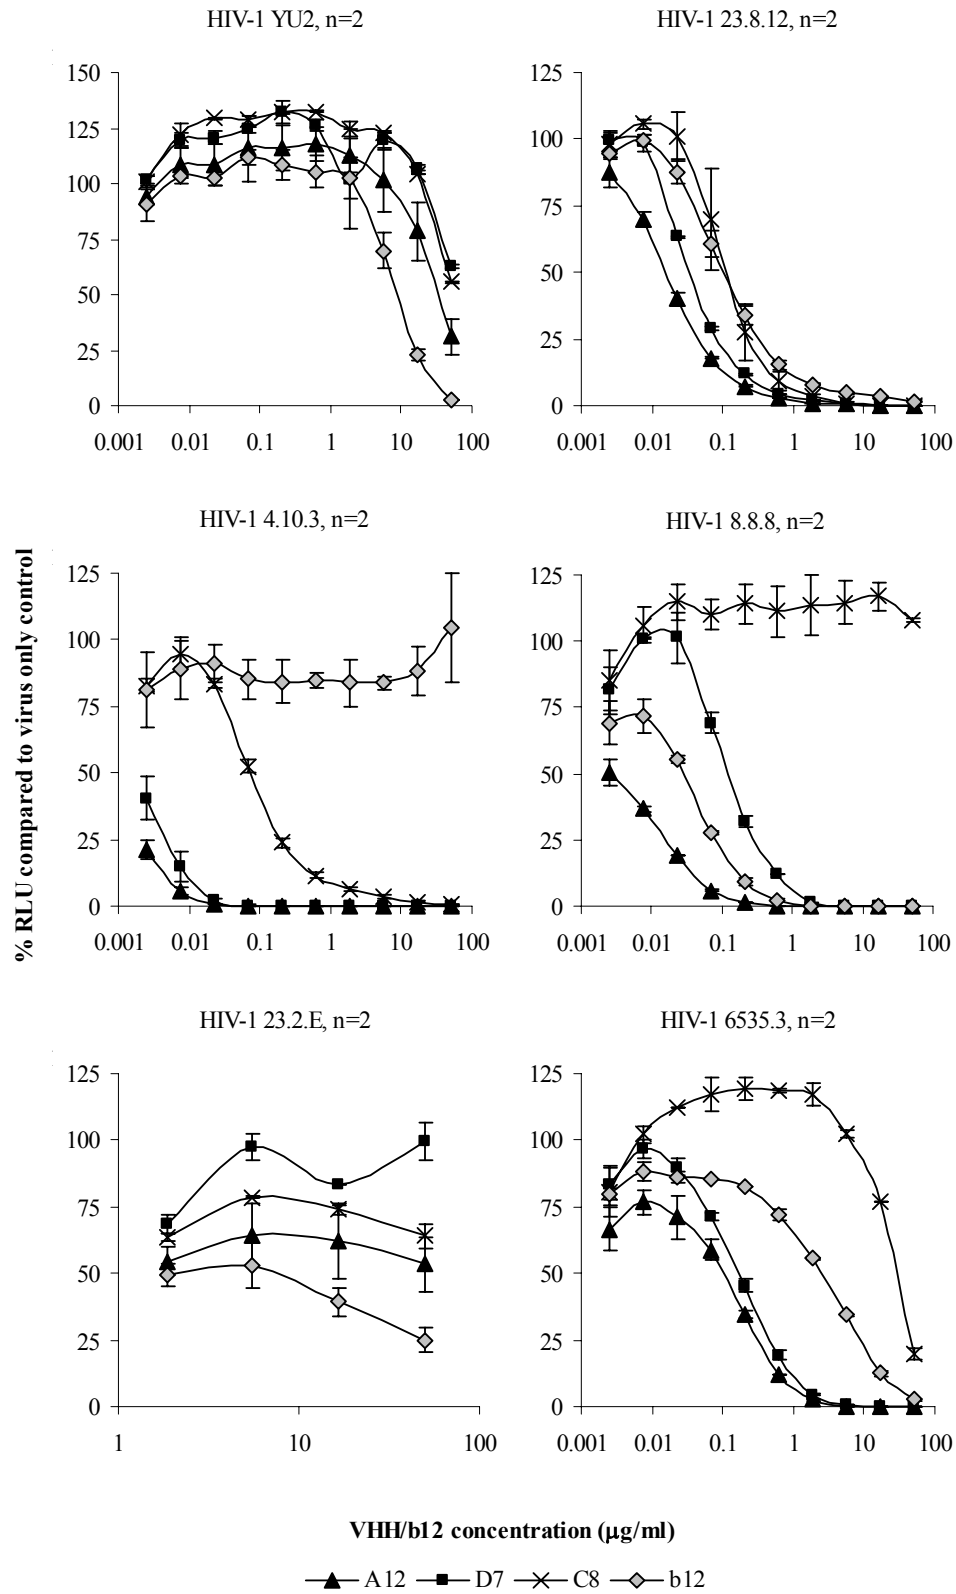 HIV-1 YU2, n=2
150
125
100
75
50
25
0
0.001 0.01 0.1 1 10 100
HIV-1 23.8.12, n=2
125
100
75
50
25
0
0.001 0.01 0.1 1 10 100
% RLU compared to virus only control
HIV-1 4.10.3, n=2
125
100
75
50
25
0
0.001 0.01 0.1 1 10 100
HIV-1 8.8.8, n=2
125
100
75
50
25
0
0.001 0.01 0.1 1 10 100
HIV-1 23.2.E, n=2
125
100
75
50
25
0
1 10 100
HIV-1 6535.3, n=2
125
100
75
50
25
0
0.001 0.01 0.1 1 10 100
VHH/b12 concentration (µg/ml)
A12 D7 C8 b12